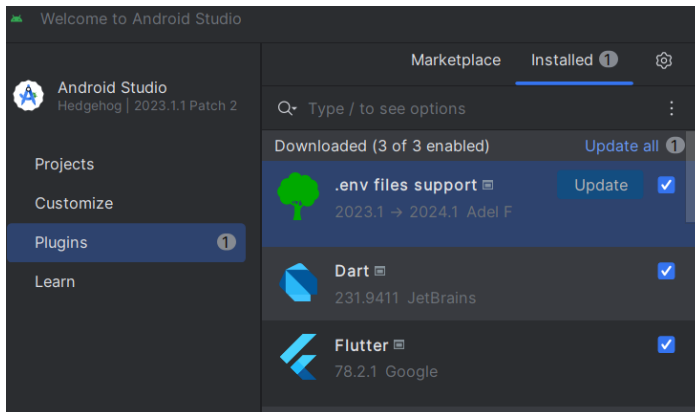 Welcome to Android Studio
Marketplace
Installed 1
Android Studio
Hedgehog | 2023.1.1 Patch 2
Type / to see options
Downloaded (3 of 3 enabled)
Update all 1
Projects
Customize
Plugins 1
Learn
.env files support
Update
2023.1 → 2024.1 Adel F
Dart
231.9411 JetBrains
Flutter
78.2.1 Google